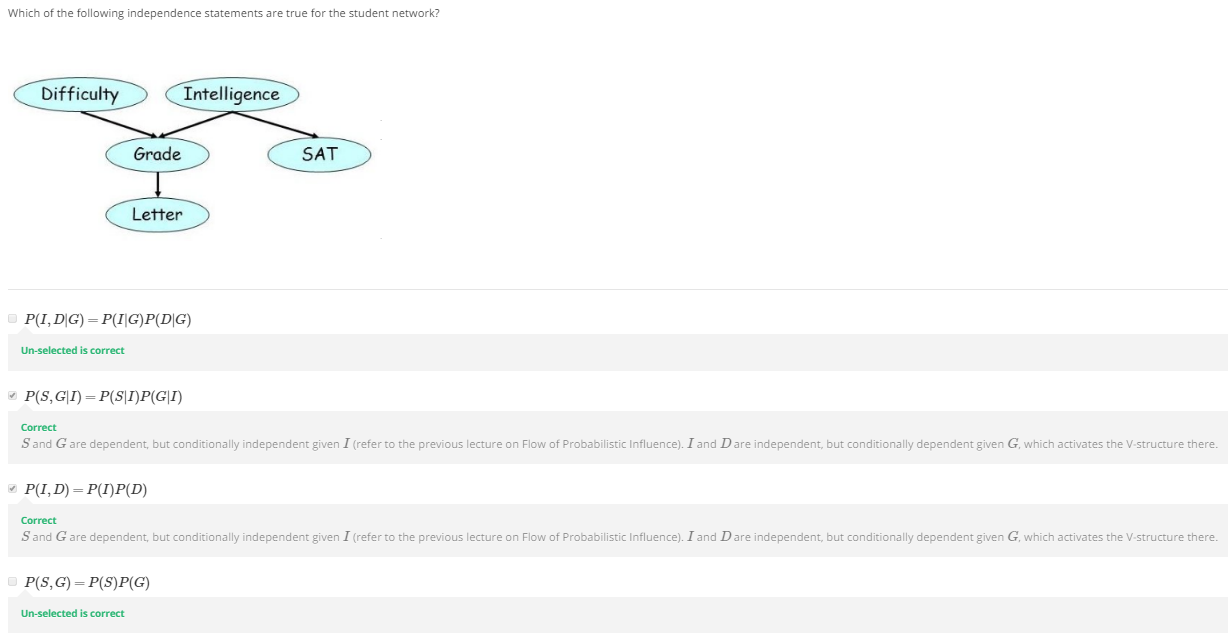 Which of the following independence statements are true for the student network?
Difficulty Intelligence
Grade SAT
Letter
P(I, D|G) = P(I|G)P(D|G)
Un-selected is correct
P(S, G|I) = P(S|I)P(G|I)
Correct
S and G are dependent, but conditionally independent given I (refer to the previous lecture on Flow of Probabilistic Influence). I and D are independent, but conditionally dependent given G, which activates the V-structure there.
P(I, D) = P(I)P(D)
Correct
S and G are dependent, but conditionally independent given I (refer to the previous lecture on Flow of Probabilistic Influence). I and D are independent, but conditionally dependent given G, which activates the V-structure there.
P(S, G) = P(S)P(G)
Un-selected is correct